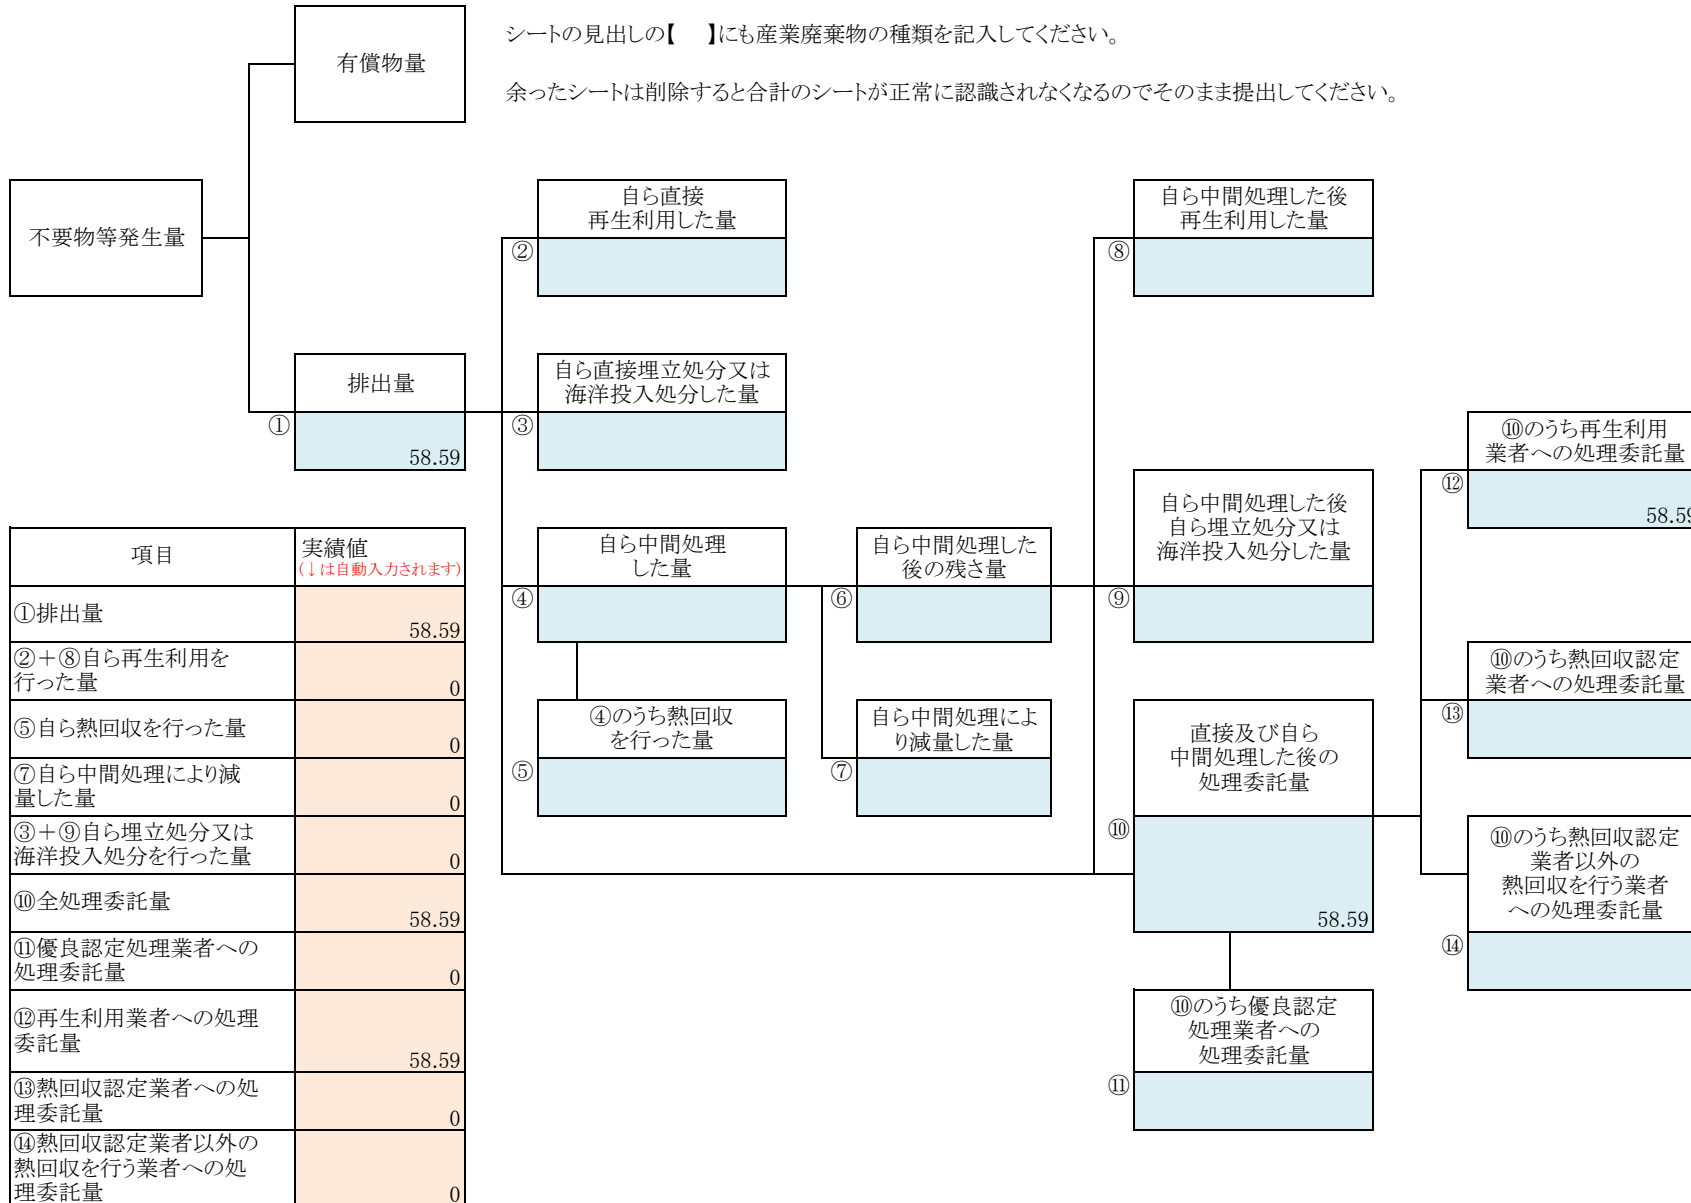 シートの見出しの【　】にも産業廃棄物の種類を記入してください。
余ったシートは削除すると合計のシートが正常に認識されなくなるのでそのまま提出してください。
有償物量
不要物等発生量
自ら直接
再生利用した量
②
自ら中間処理した後
再生利用した量
⑧
排出量
①
58.59
自ら直接埋立処分又は
海洋投入処分した量
③
⑩のうち再生利用
業者への処理委託量
⑫
58.59
自ら中間処理
した量
④
自ら中間処理した
後の残さ量
⑥
自ら中間処理した後
自ら埋立処分又は
海洋投入処分した量
⑨
④のうち熱回収
を行った量
⑤
自ら中間処理によ
り減量した量
⑦
直接及び自ら
中間処理した後の
処理委託量
⑩
58.59
⑩のうち熱回収認定
業者への処理委託量
⑬
⑩のうち熱回収認定
業者以外の
熱回収を行う業者
への処理委託量
⑭
⑩のうち優良認定
処理業者への
処理委託量
⑪
項目
実績値
(↓は自動入力されます)
①排出量
58.59
②＋⑧自ら再生利用を
行った量
0
⑤自ら熱回収を行った量
0
⑦自ら中間処理により減
量した量
0
③＋⑨自ら埋立処分又は
海洋投入処分を行った量
0
⑩全処理委託量
58.59
⑪優良認定処理業者への
処理委託量
0
⑫再生利用業者への処理
委託量
58.59
⑬熱回収認定業者への処
理委託量
0
⑭熱回収認定業者以外の
熱回収を行う業者への処
理委託量
0